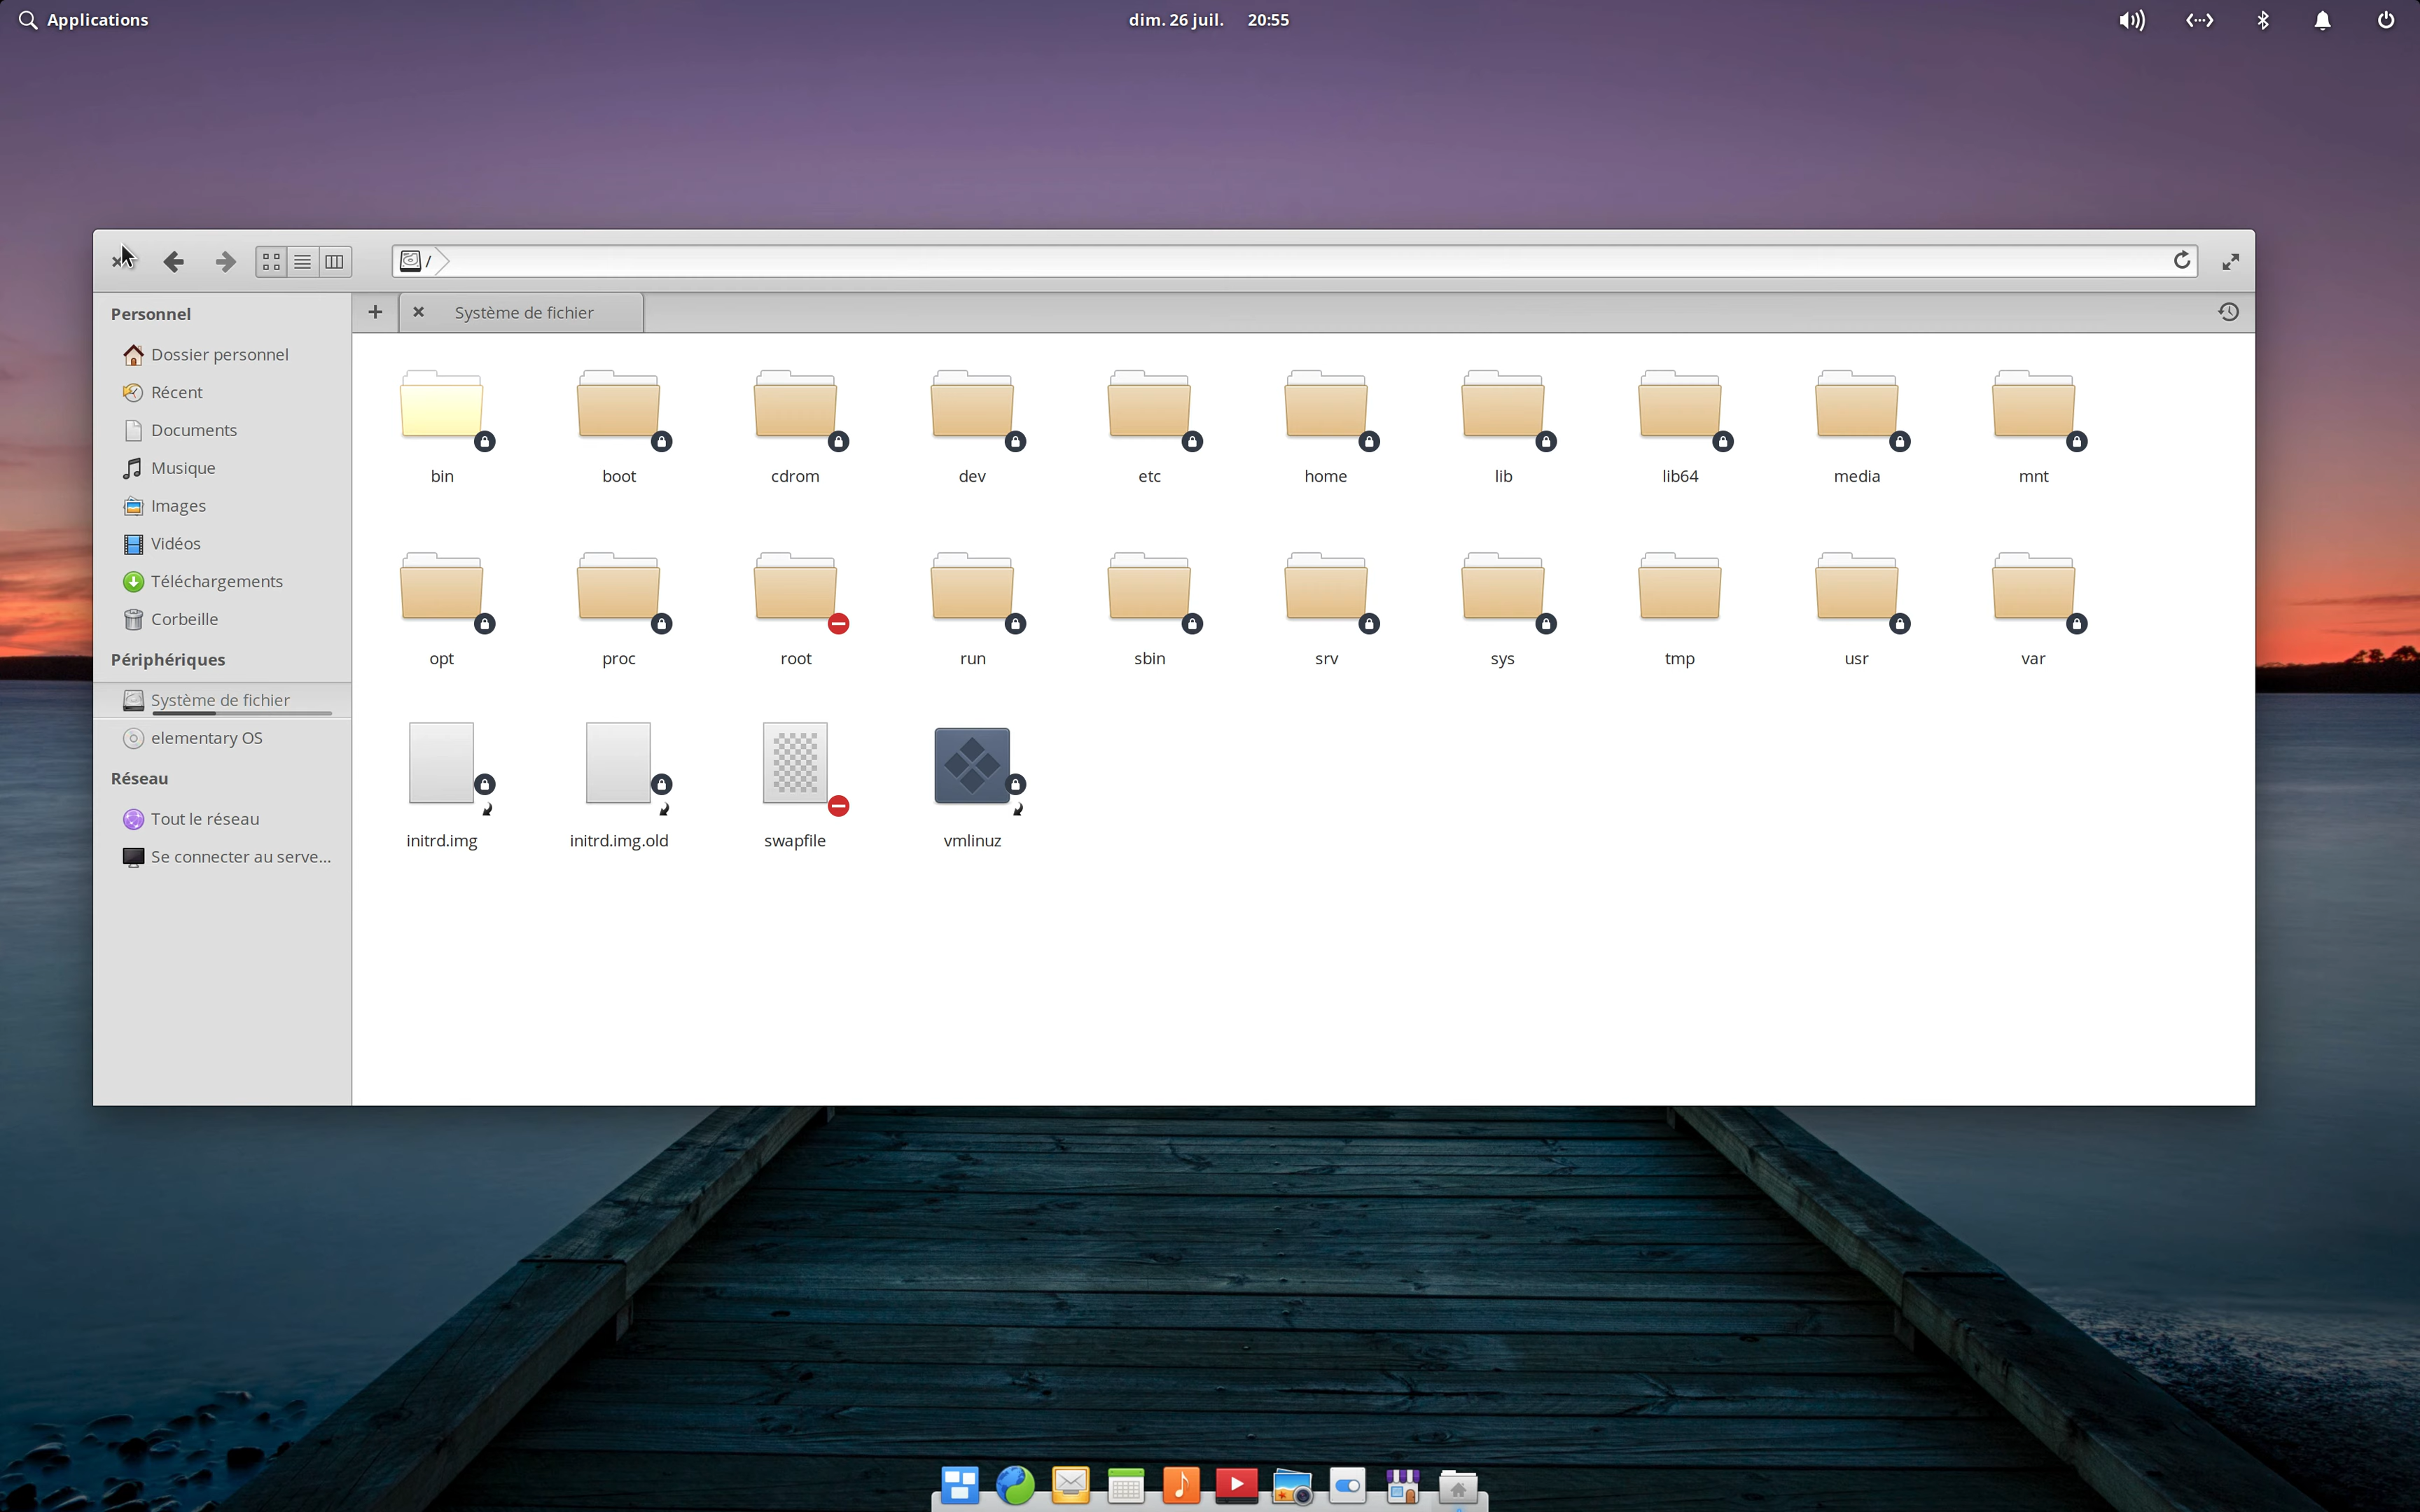 Applications
dim. 26 juil. 20:55
/
Personnel
Dossier personnel
Récent
Documents
Musique
Images
Vidéos
Téléchargements
Corbeille
Périphériques
Système de fichier
elementary OS
Réseau
Tout le réseau
Se connecter au serve...
Système de fichier
bin boot cdrom dev etc home lib lib64 media mnt
opt proc root run sbin srv sys tmp usr var
initrd.img initrd.img.old swapfile vmlinuz